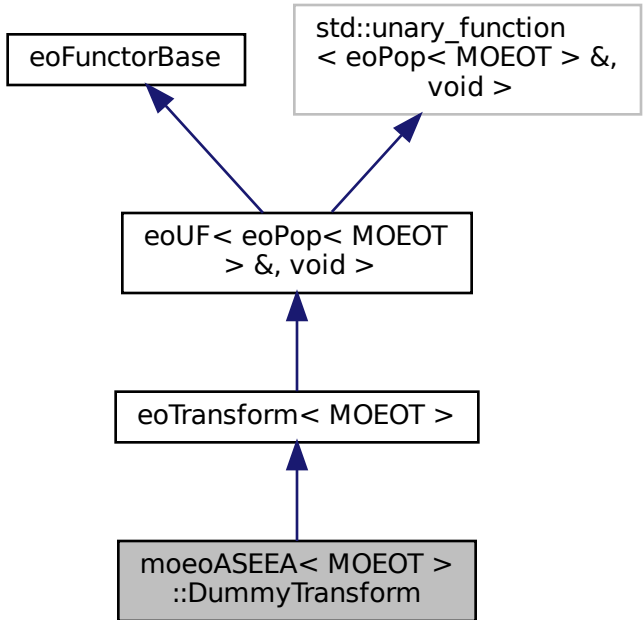 eoFunctorBase
std::unary_function
< eoPop< MOEOT > &,
void >
eoUF< eoPop< MOEOT
> &, void >
eoTransform< MOEOT >
moeoASEEA< MOEOT >
::DummyTransform